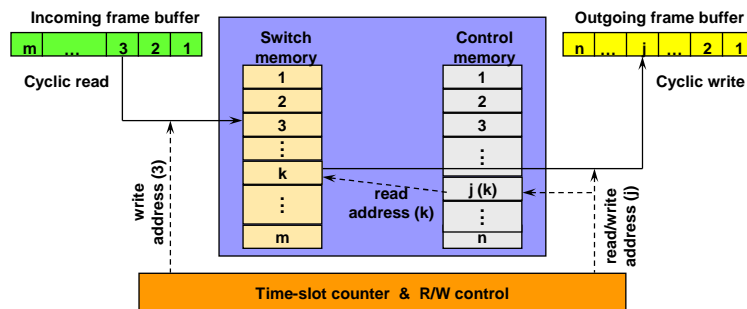 Incoming frame buffer
Outgoing frame buffer
m ... 3 2 1
n ... j ... 2 1
Cyclic read
Cyclic write
Switch memory
1
2
3
⋮
k
⋮
m
Control memory
1
2
3
⋮
j (k)
⋮
n
write address (3)
read address (k)
read/write address (j)
Time-slot counter & R/W control